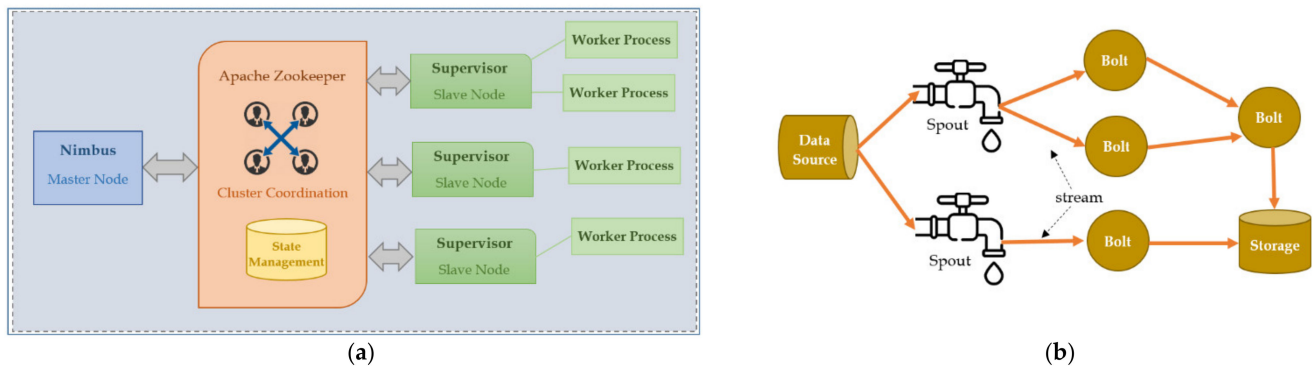 Nimbus
Master Node
Apache Zookeeper
Cluster Coordination
State
Management
Supervisor
Slave Node
Worker Process
Worker Process
Supervisor
Slave Node
Worker Process
Supervisor
Slave Node
Worker Process
(a)
Data
Source
Spout
Spout
stream
Bolt
Bolt
Bolt
Bolt
Storage
(b)